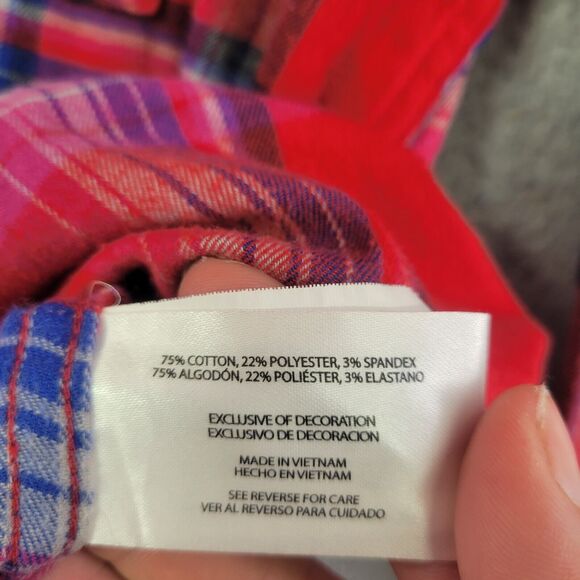 75% COTTON, 22% POLYESTER, 3% SPANDEX
75% ALGODÓN, 22% POLIÉSTER, 3% ELASTANO
EXCLUSIVE OF DECORATION
EXCLUSIVO DE DECORACION
MADE IN VIETNAM
HECHO EN VIETNAM
SEE REVERSE FOR CARE
VER AL REVERSO PARA CUIDADO